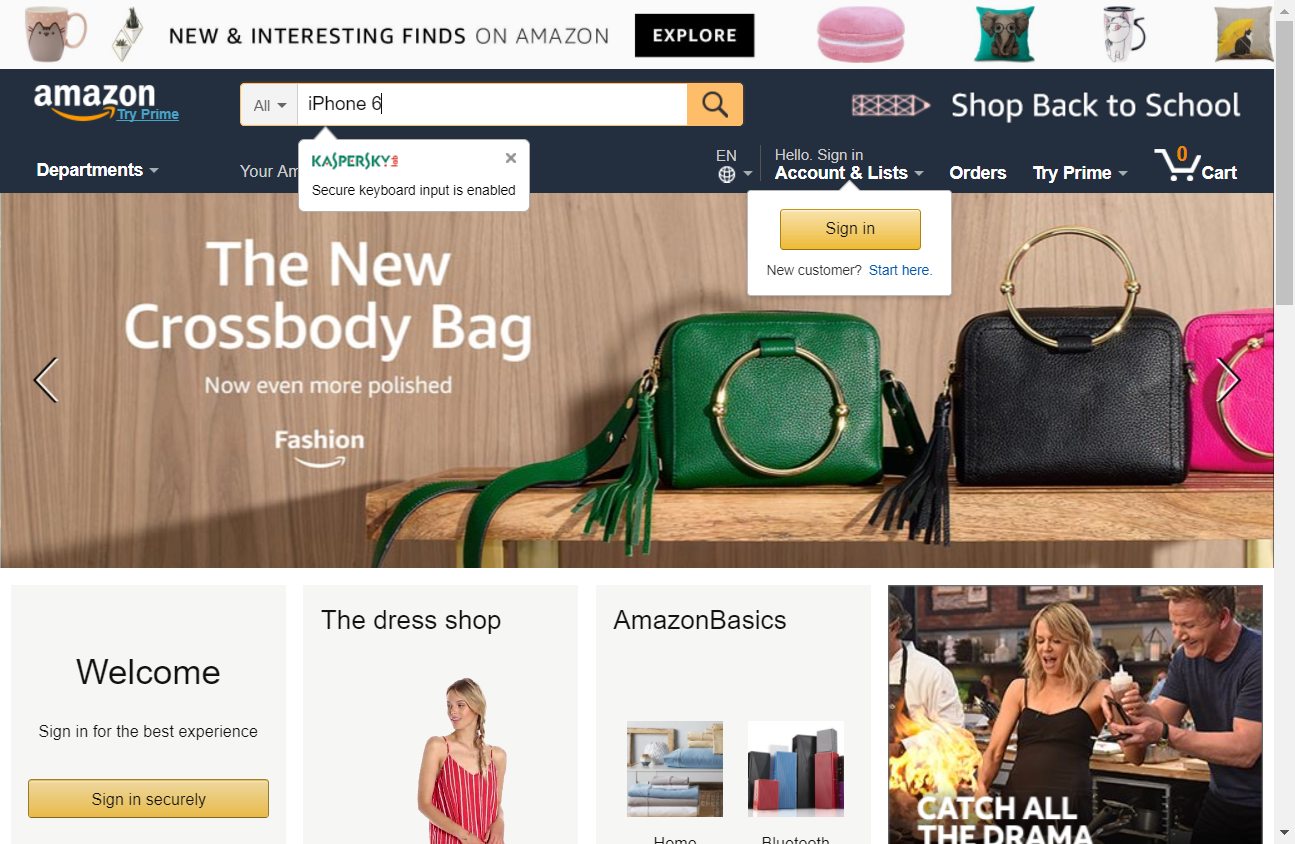 NEW & INTERESTING FINDS ON AMAZON
EXPLORE
amazon
Try Prime
All
iPhone 6
Shop Back to School
KASPERSKY
Secure keyboard input is enabled
Departments
Your Am
EN
Hello. Sign in
Account & Lists
Orders
Try Prime
0
Cart
Sign in
New customer? Start here.
The New
Crossbody Bag
Now even more polished
Fashion
Welcome
Sign in for the best experience
Sign in securely
The dress shop
AmazonBasics
Home
Bluetooth
CATCH ALL
THE DRAMA